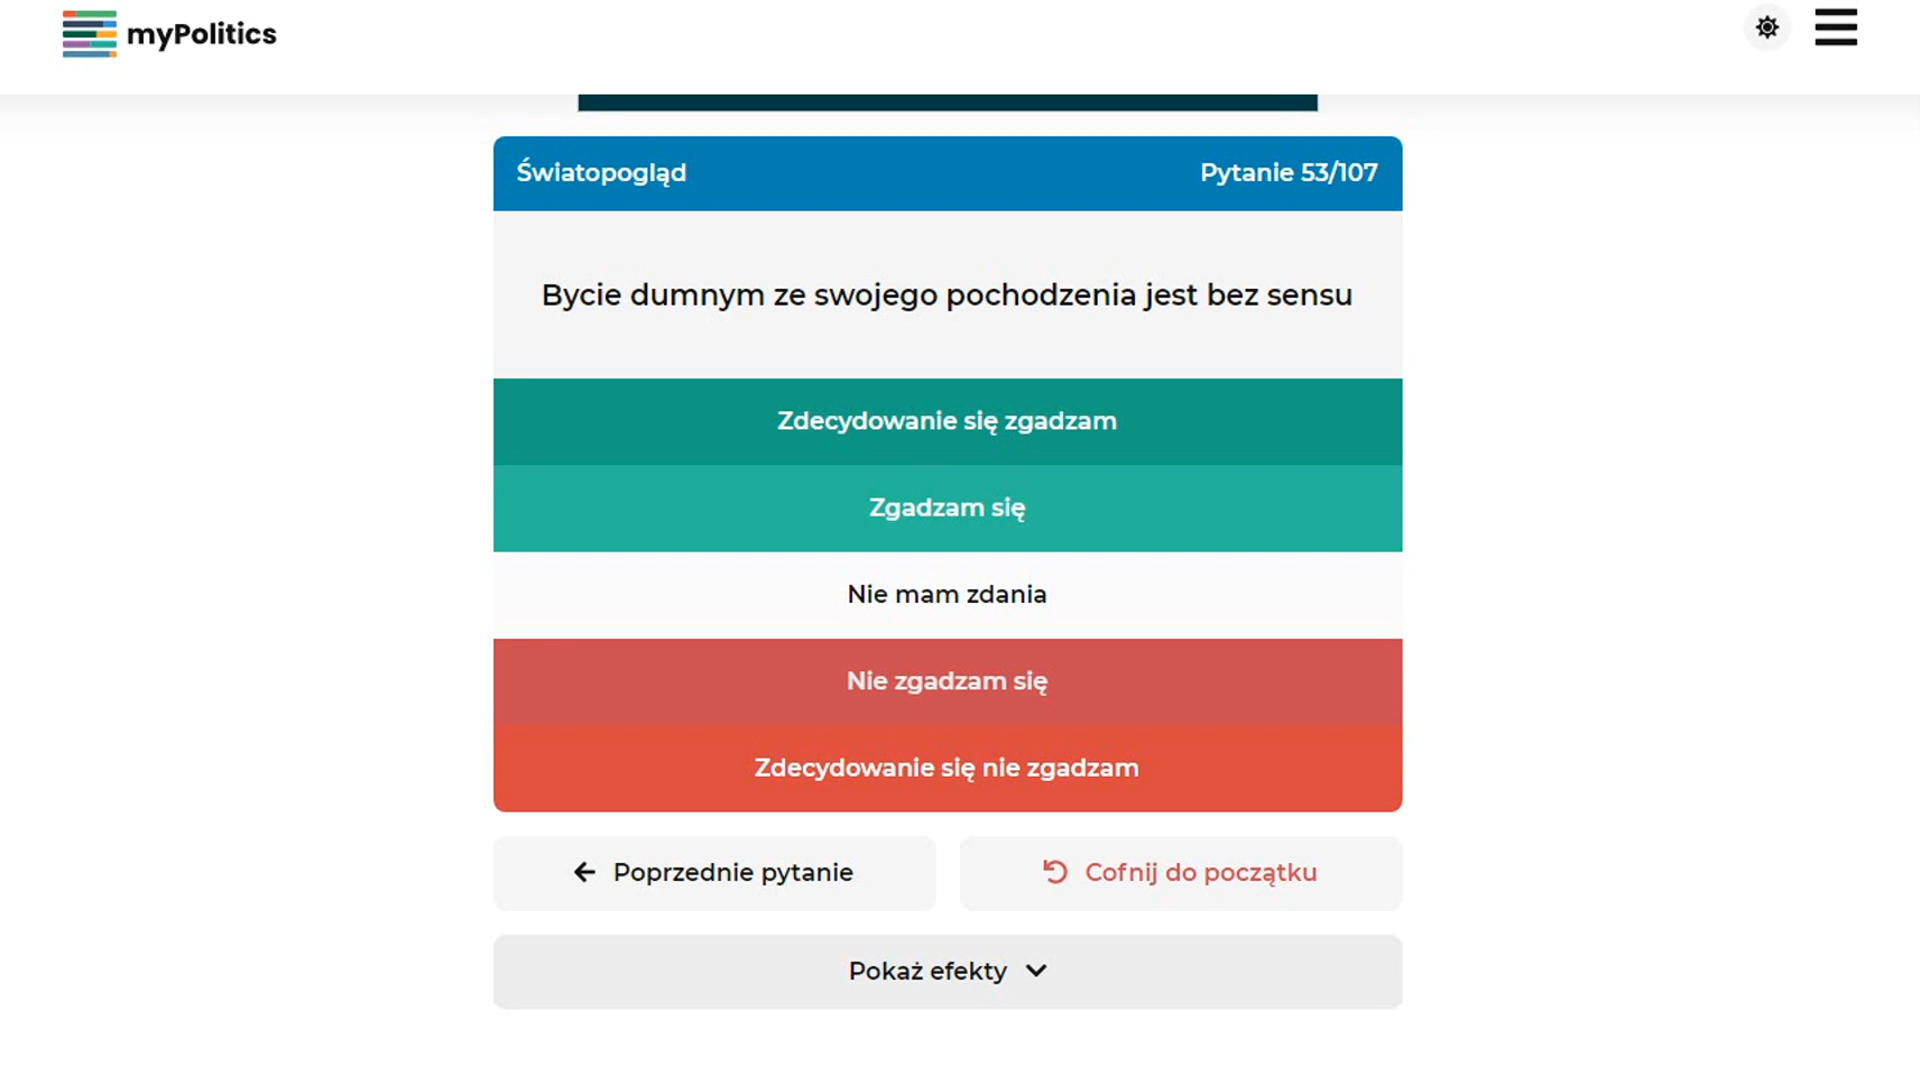 myPolitics
Światopogląd
Pytanie 53/107
Bycie dumnym ze swojego pochodzenia jest bez sensu
Zdecydowanie się zgadzam
Zgadzam się
Nie mam zdania
Nie zgadzam się
Zdecydowanie się nie zgadzam
Poprzednie pytanie
Cofnij do początku
Pokaż efekty